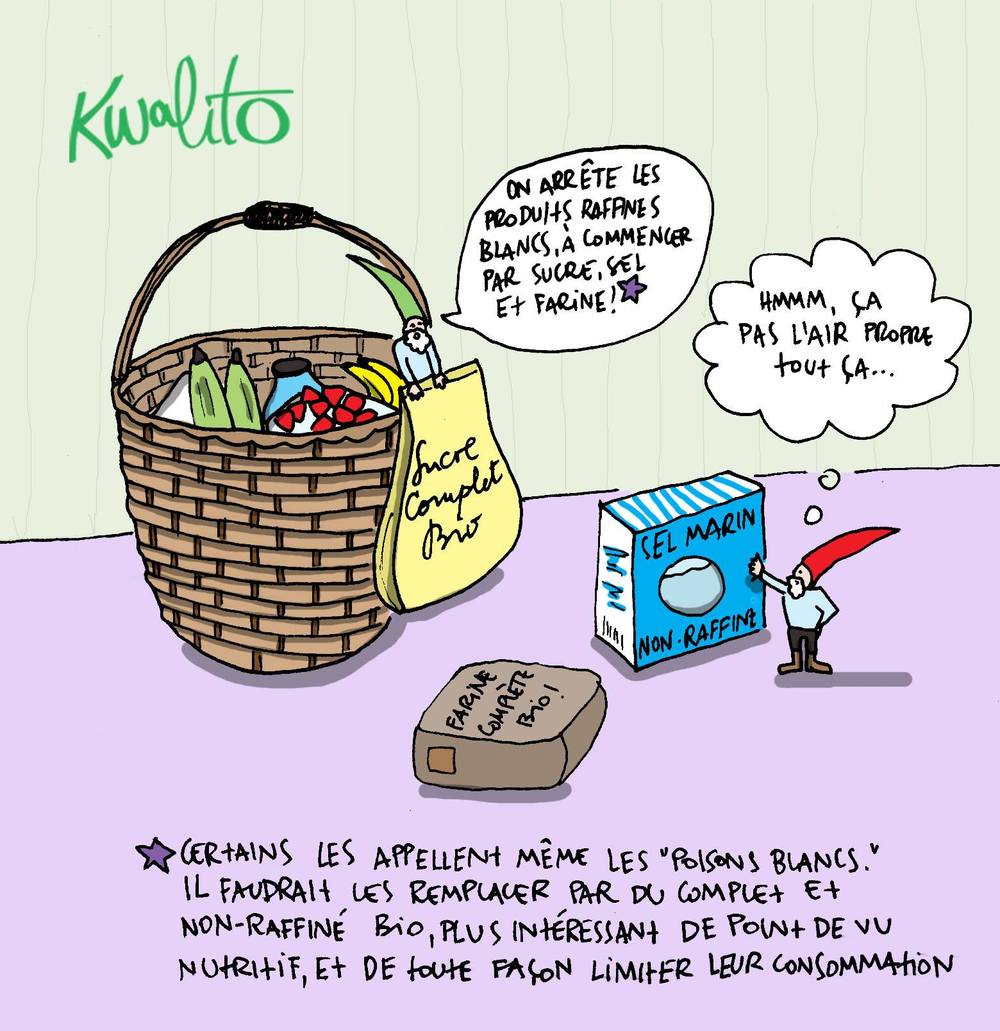 Kwalito
ON ARRÊTE LES
PRODUITS RAFFINES
BLANCS, À COMMENCER
PAR SUCRE, SEL
ET FARINE!
HMMM, ÇA
PAS L'AIR PROPRE
TOUT ÇA...
Sucre
Complet
Bio
SEL MARIN
NON-RAFFINE
FARINE
COMPLÈTE
BIO!
CERTAINS LES APPELLENT MÊME LES "POISONS BLANCS."
IL FAUDRAIT LES REMPLACER PAR DU COMPLET ET
NON-RAFFINÉ BIO, PLUS INTÉRESSANT DE POINT DE VU
NUTRITIF, ET DE TOUTE FAÇON LIMITER LEUR CONSOMMATION